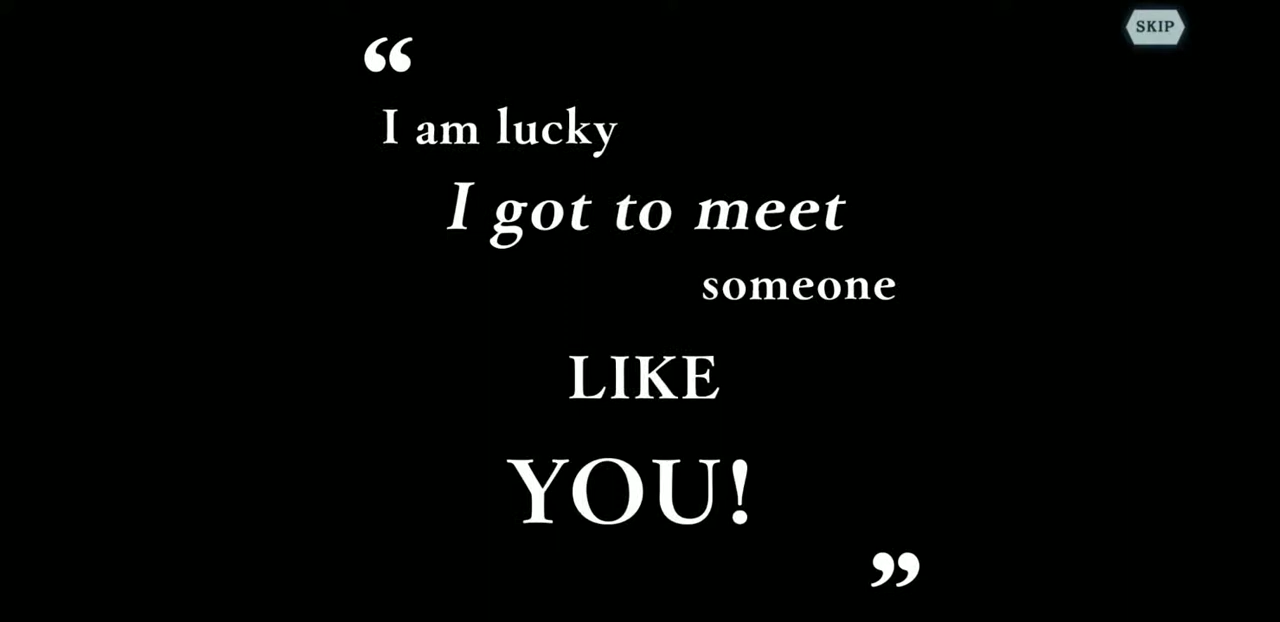 SKIP
“
I am lucky
I got to meet
someone
LIKE
YOU!
”